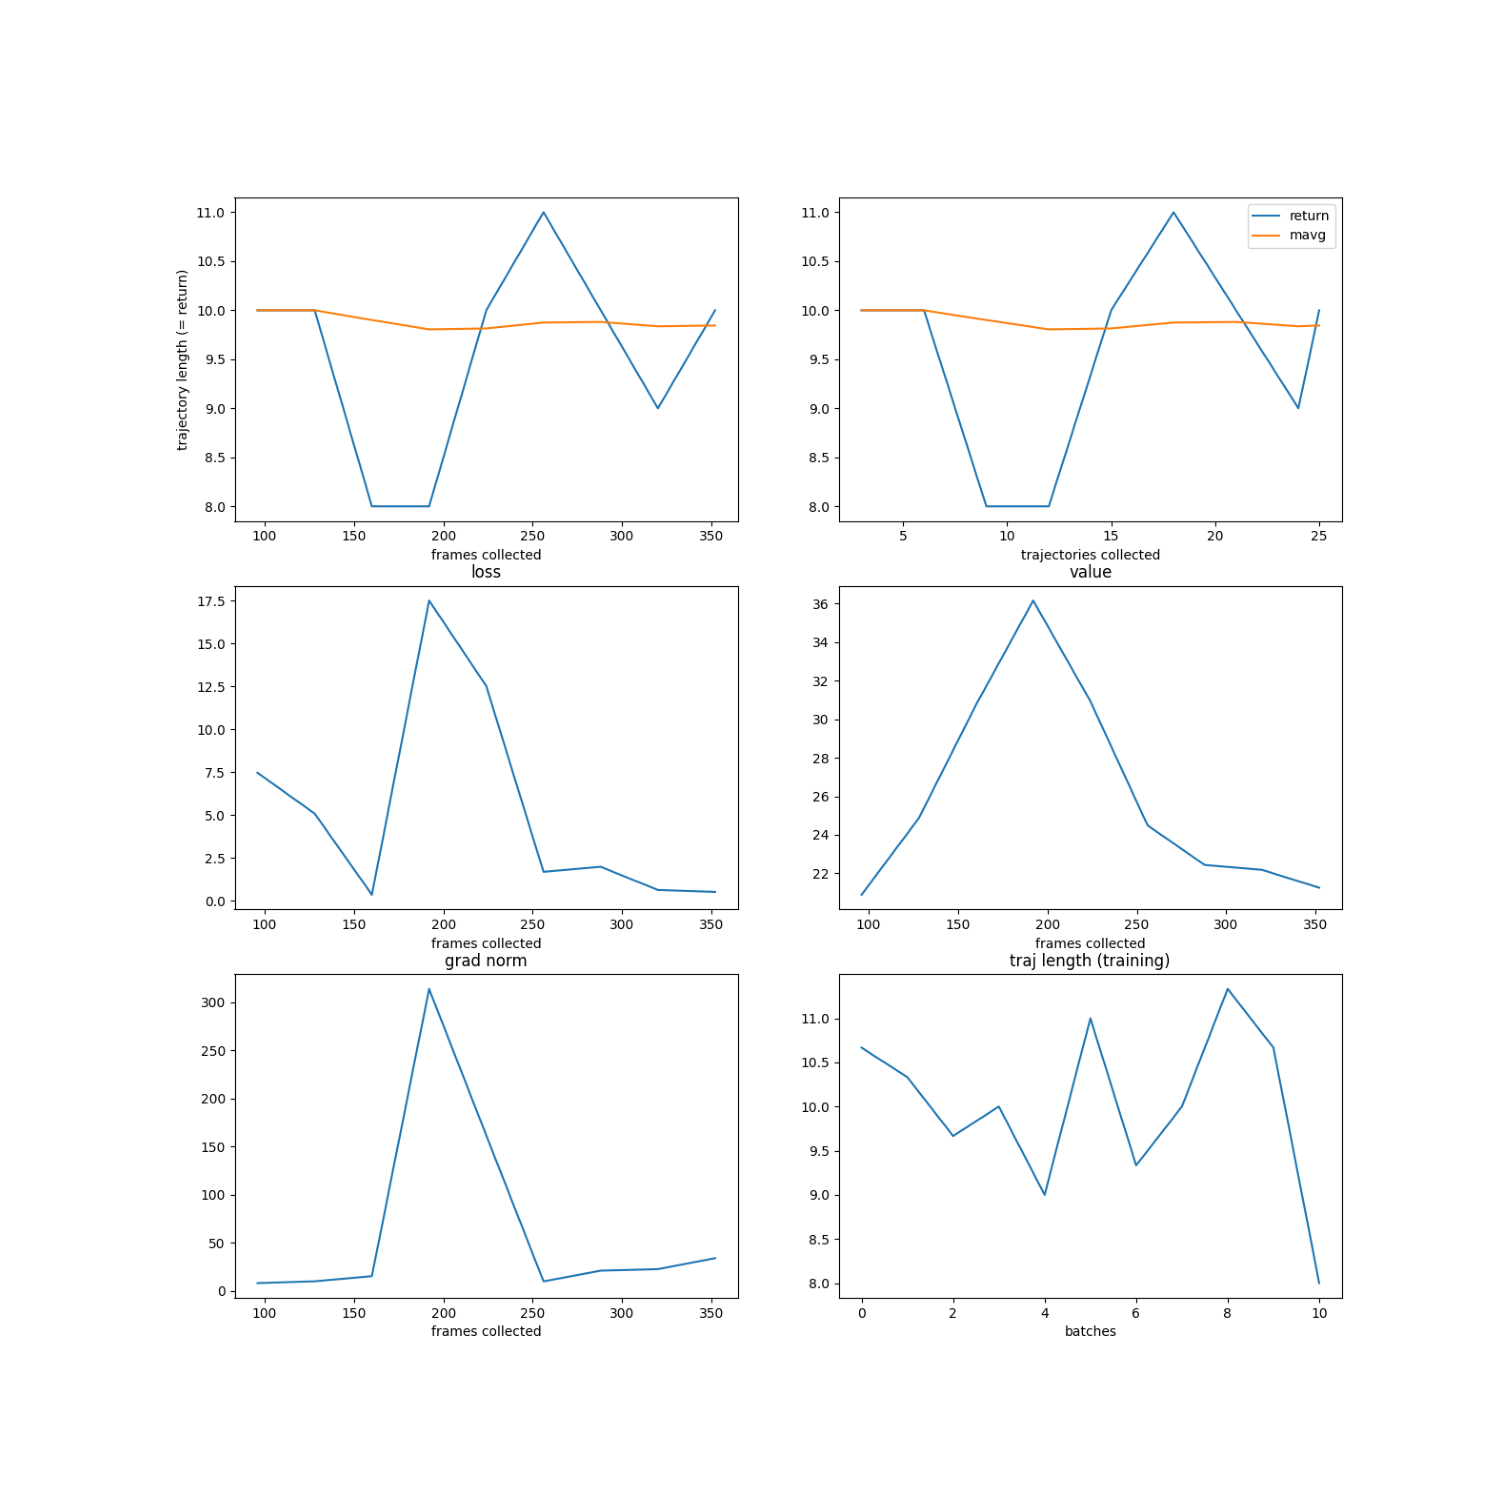 11.0
10.5
10.0
9.5
9.0
8.5
8.0
trajectory length (= return)
100 150 200 250 300 350
frames collected
return
mavg
11.0
10.5
10.0
9.5
9.0
8.5
8.0
5 10 15 20 25
trajectories collected
loss
17.5
15.0
12.5
10.0
7.5
5.0
2.5
0.0
100 150 200 250 300 350
frames collected
value
36
34
32
30
28
26
24
22
100 150 200 250 300 350
frames collected
grad norm
300
250
200
150
100
50
0
100 150 200 250 300 350
frames collected
traj length (training)
11.0
10.5
10.0
9.5
9.0
8.5
8.0
0 2 4 6 8 10
batches